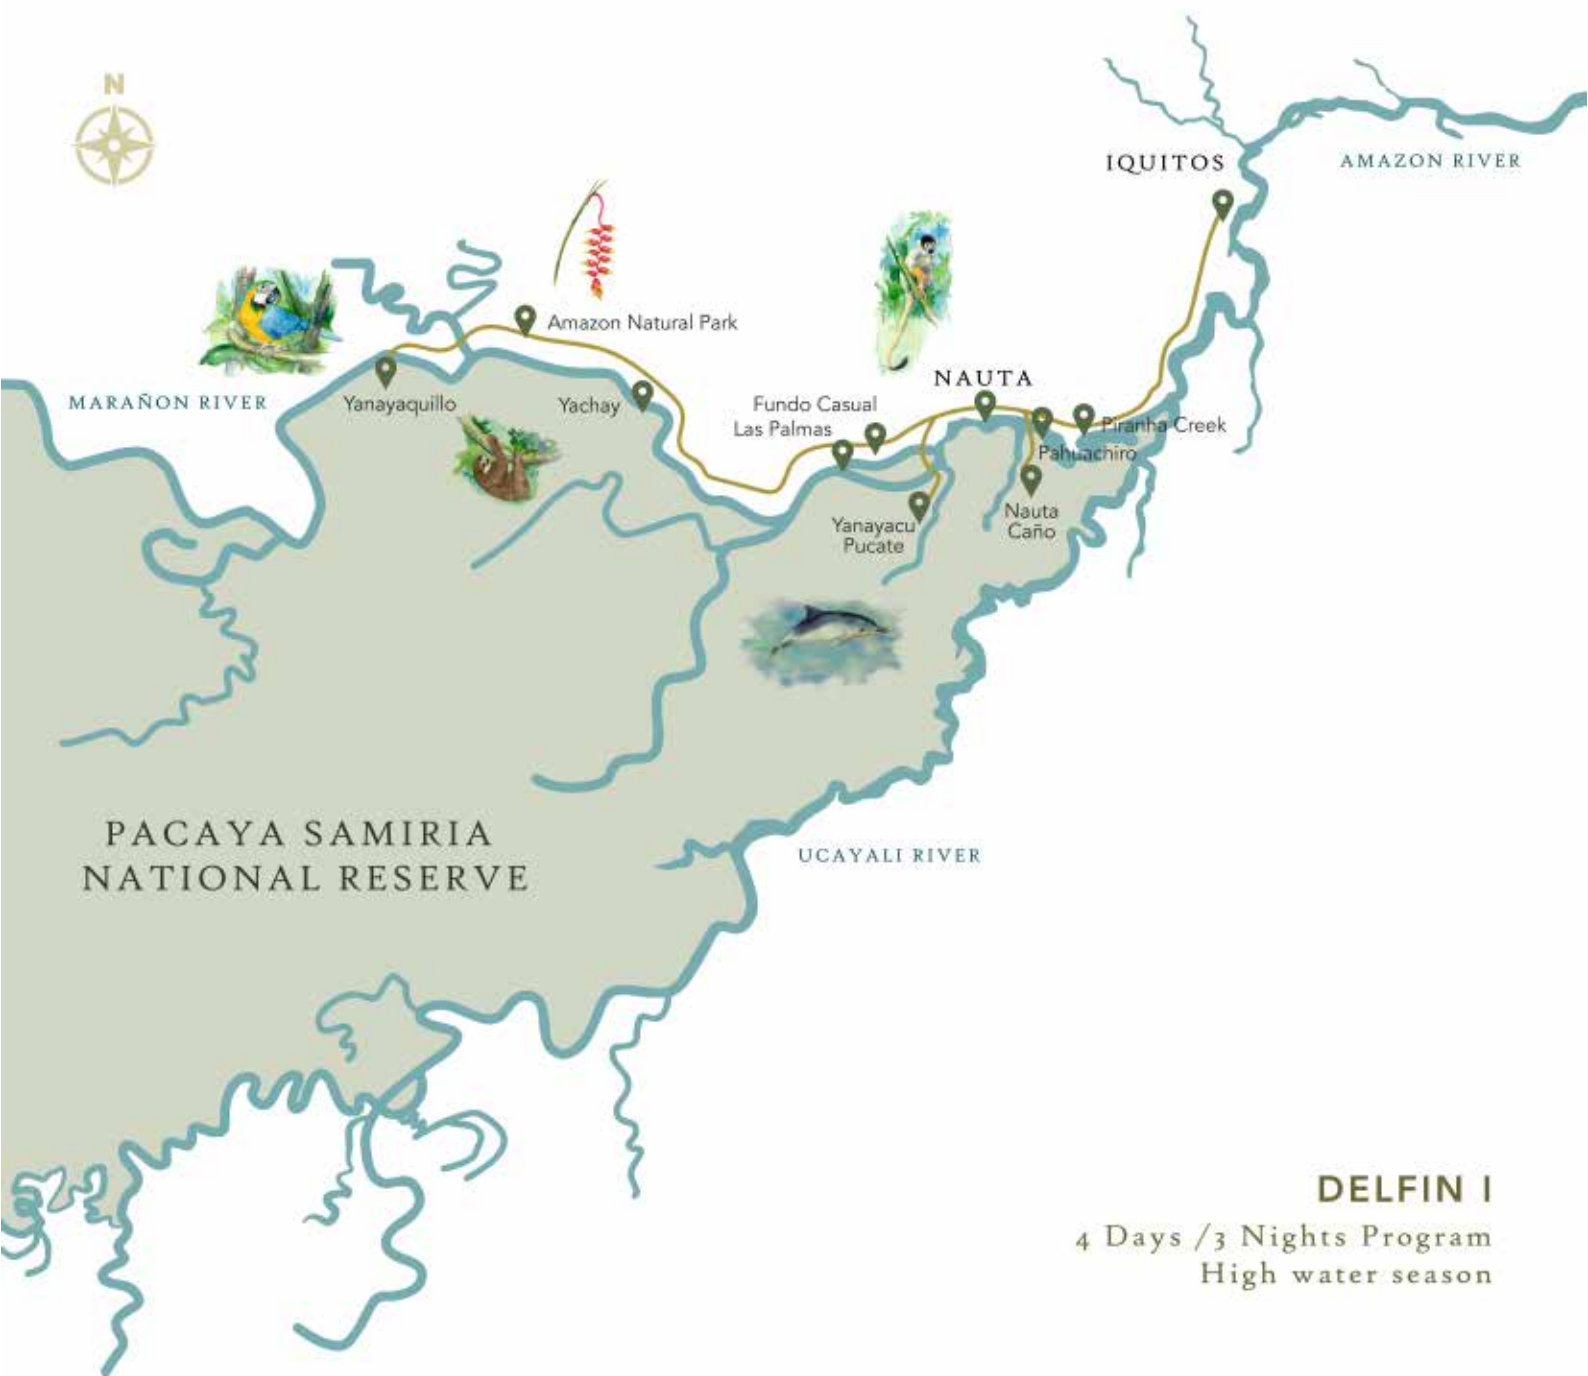 N
IQUITOS
AMAZON RIVER
Amazon Natural Park
NAUTA
MARAÑON RIVER
Yanayaquillo
Yachay
Fundo Casual
Las Palmas
Piranha Creek
Pahuachiro
Nauta
Caño
Yanayacu
Pucate
PACAYA SAMIRIA
NATIONAL RESERVE
UCAYALI RIVER
DELFIN I
4 Days /3 Nights Program
High water season